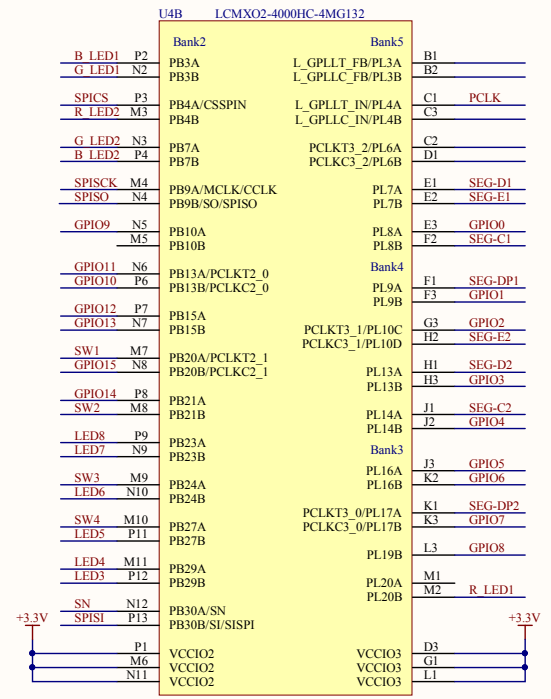 U4B LCMXO2-4000HC-4MG132
Bank2 Bank5
B_LED1 P2 PB3A L_GPLLT_FB/PL3A B1
G_LED1 N2 PB3B L_GPLLC_FB/PL3B B2
SPICS P3 PB4A/CSSPIN L_GPLLT_IN/PL4A C1 PCLK
R_LED2 M3 PB4B L_GPLLC_IN/PL4B C3
G_LED2 N3 PB7A PCLKT3_2/PL6A C2
B_LED2 P4 PB7B PCLKC3_2/PL6B D1
SPISCK M4 PB9A/MCLK/CCLK PL7A E1 SEG-D1
SPISO N4 PB9B/SO/SPISO PL7B E2 SEG-E1
GPIO9 N5 PB10A PL8A E3 GPIO0
M5 PB10B PL8B F2 SEG-C1
Bank4
GPIO11 N6 PB13A/PCLKT2_0 PL9A F1 SEG-DP1
GPIO10 P6 PB13B/PCLKC2_0 PL9B F3 GPIO1
GPIO12 P7 PB15A PCLKT3_1/PL10C G3 GPIO2
GPIO13 N7 PB15B PCLKC3_1/PL10D H2 SEG-E2
SW1 M7 PB20A/PCLKT2_1 PL13A H1 SEG-D2
GPIO15 N8 PB20B/PCLKC2_1 PL13B H3 GPIO3
GPIO14 P8 PB21A PL14A J1 SEG-C2
SW2 M8 PB21B PL14B J2 GPIO4
Bank3
LED8 P9 PB23A PL16A J3 GPIO5
LED7 N9 PB23B PL16B K2 GPIO6
SW3 M9 PB24A PCLKT3_0/PL17A K1 SEG-DP2
LED6 N10 PB24B PCLKC3_0/PL17B K3 GPIO7
SW4 M10 PB27A PL19B L3 GPIO8
LED5 P11 PB27B
LED4 M11 PB29A PL20A M1
LED3 P12 PB29B PL20B M2 R_LED1
SN N12 PB30A/SN
SPISI P13 PB30B/SI/SISPI
+3.3V +3.3V
P1 VCCIO2 VCCIO3 D3
M6 VCCIO2 VCCIO3 G1
N11 VCCIO2 VCCIO3 L1